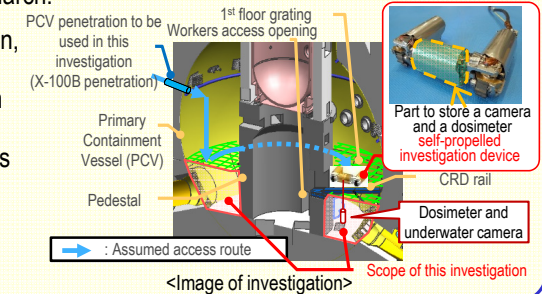 arch.
n,
n
s
PCV penetration to be
used in this
investigation
(X-100B penetration)
Primary
Containment
Vessel (PCV)
Pedestal
1st floor grating
Workers access opening
Part to store a camera
and a dosimeter
self-propelled
investigation device
CRD rail
Dosimeter and
underwater camera
: Assumed access route
Scope of this investigation
<Image of investigation>